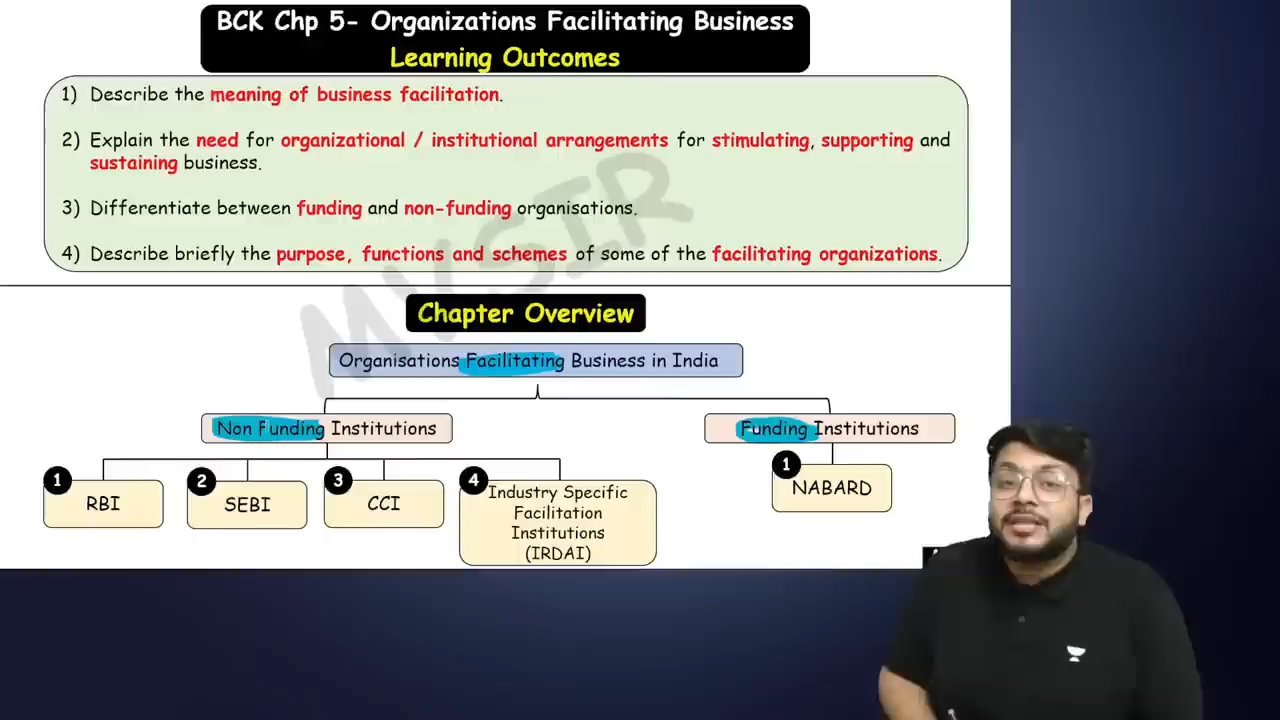 BCK Chp 5- Organizations Facilitating Business
Learning Outcomes
1) Describe the meaning of business facilitation.
2) Explain the need for organizational / institutional arrangements for stimulating, supporting and
sustaining business.
3) Differentiate between funding and non-funding organisations.
4) Describe briefly the purpose, functions and schemes of some of the facilitating organizations.
MVSIR
Chapter Overview
Organisations Facilitating Business in India
Non Funding Institutions
Funding Institutions
1
RBI
2
SEBI
3
CCI
4
Industry Specific
Facilitation
Institutions
(IRDAI)
1
NABARD